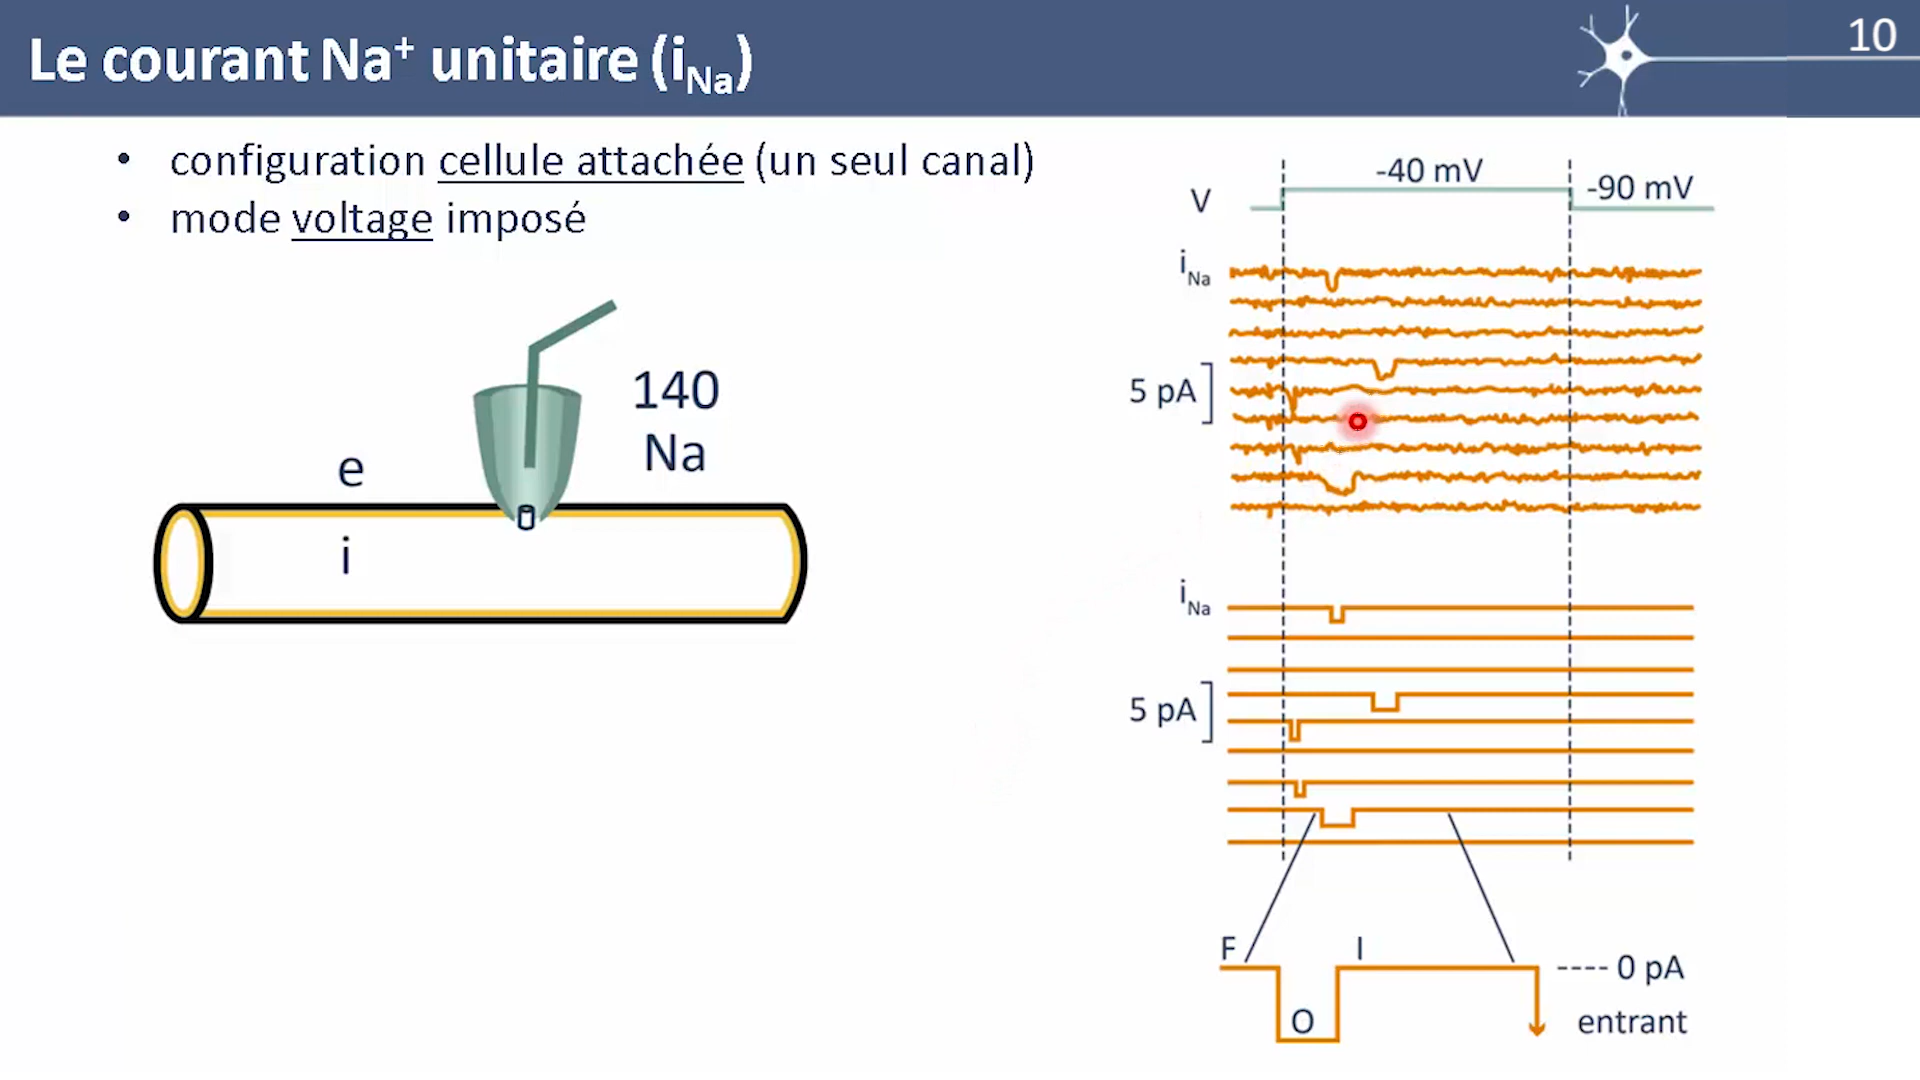 Le courant Na⁺ unitaire (iNa)
10
• configuration cellule attachée (un seul canal)
• mode voltage imposé
140
Na
e
i
V
-40 mV
-90 mV
iNa
5 pA
iNa
5 pA
F
I
O
---- 0 pA
entrant